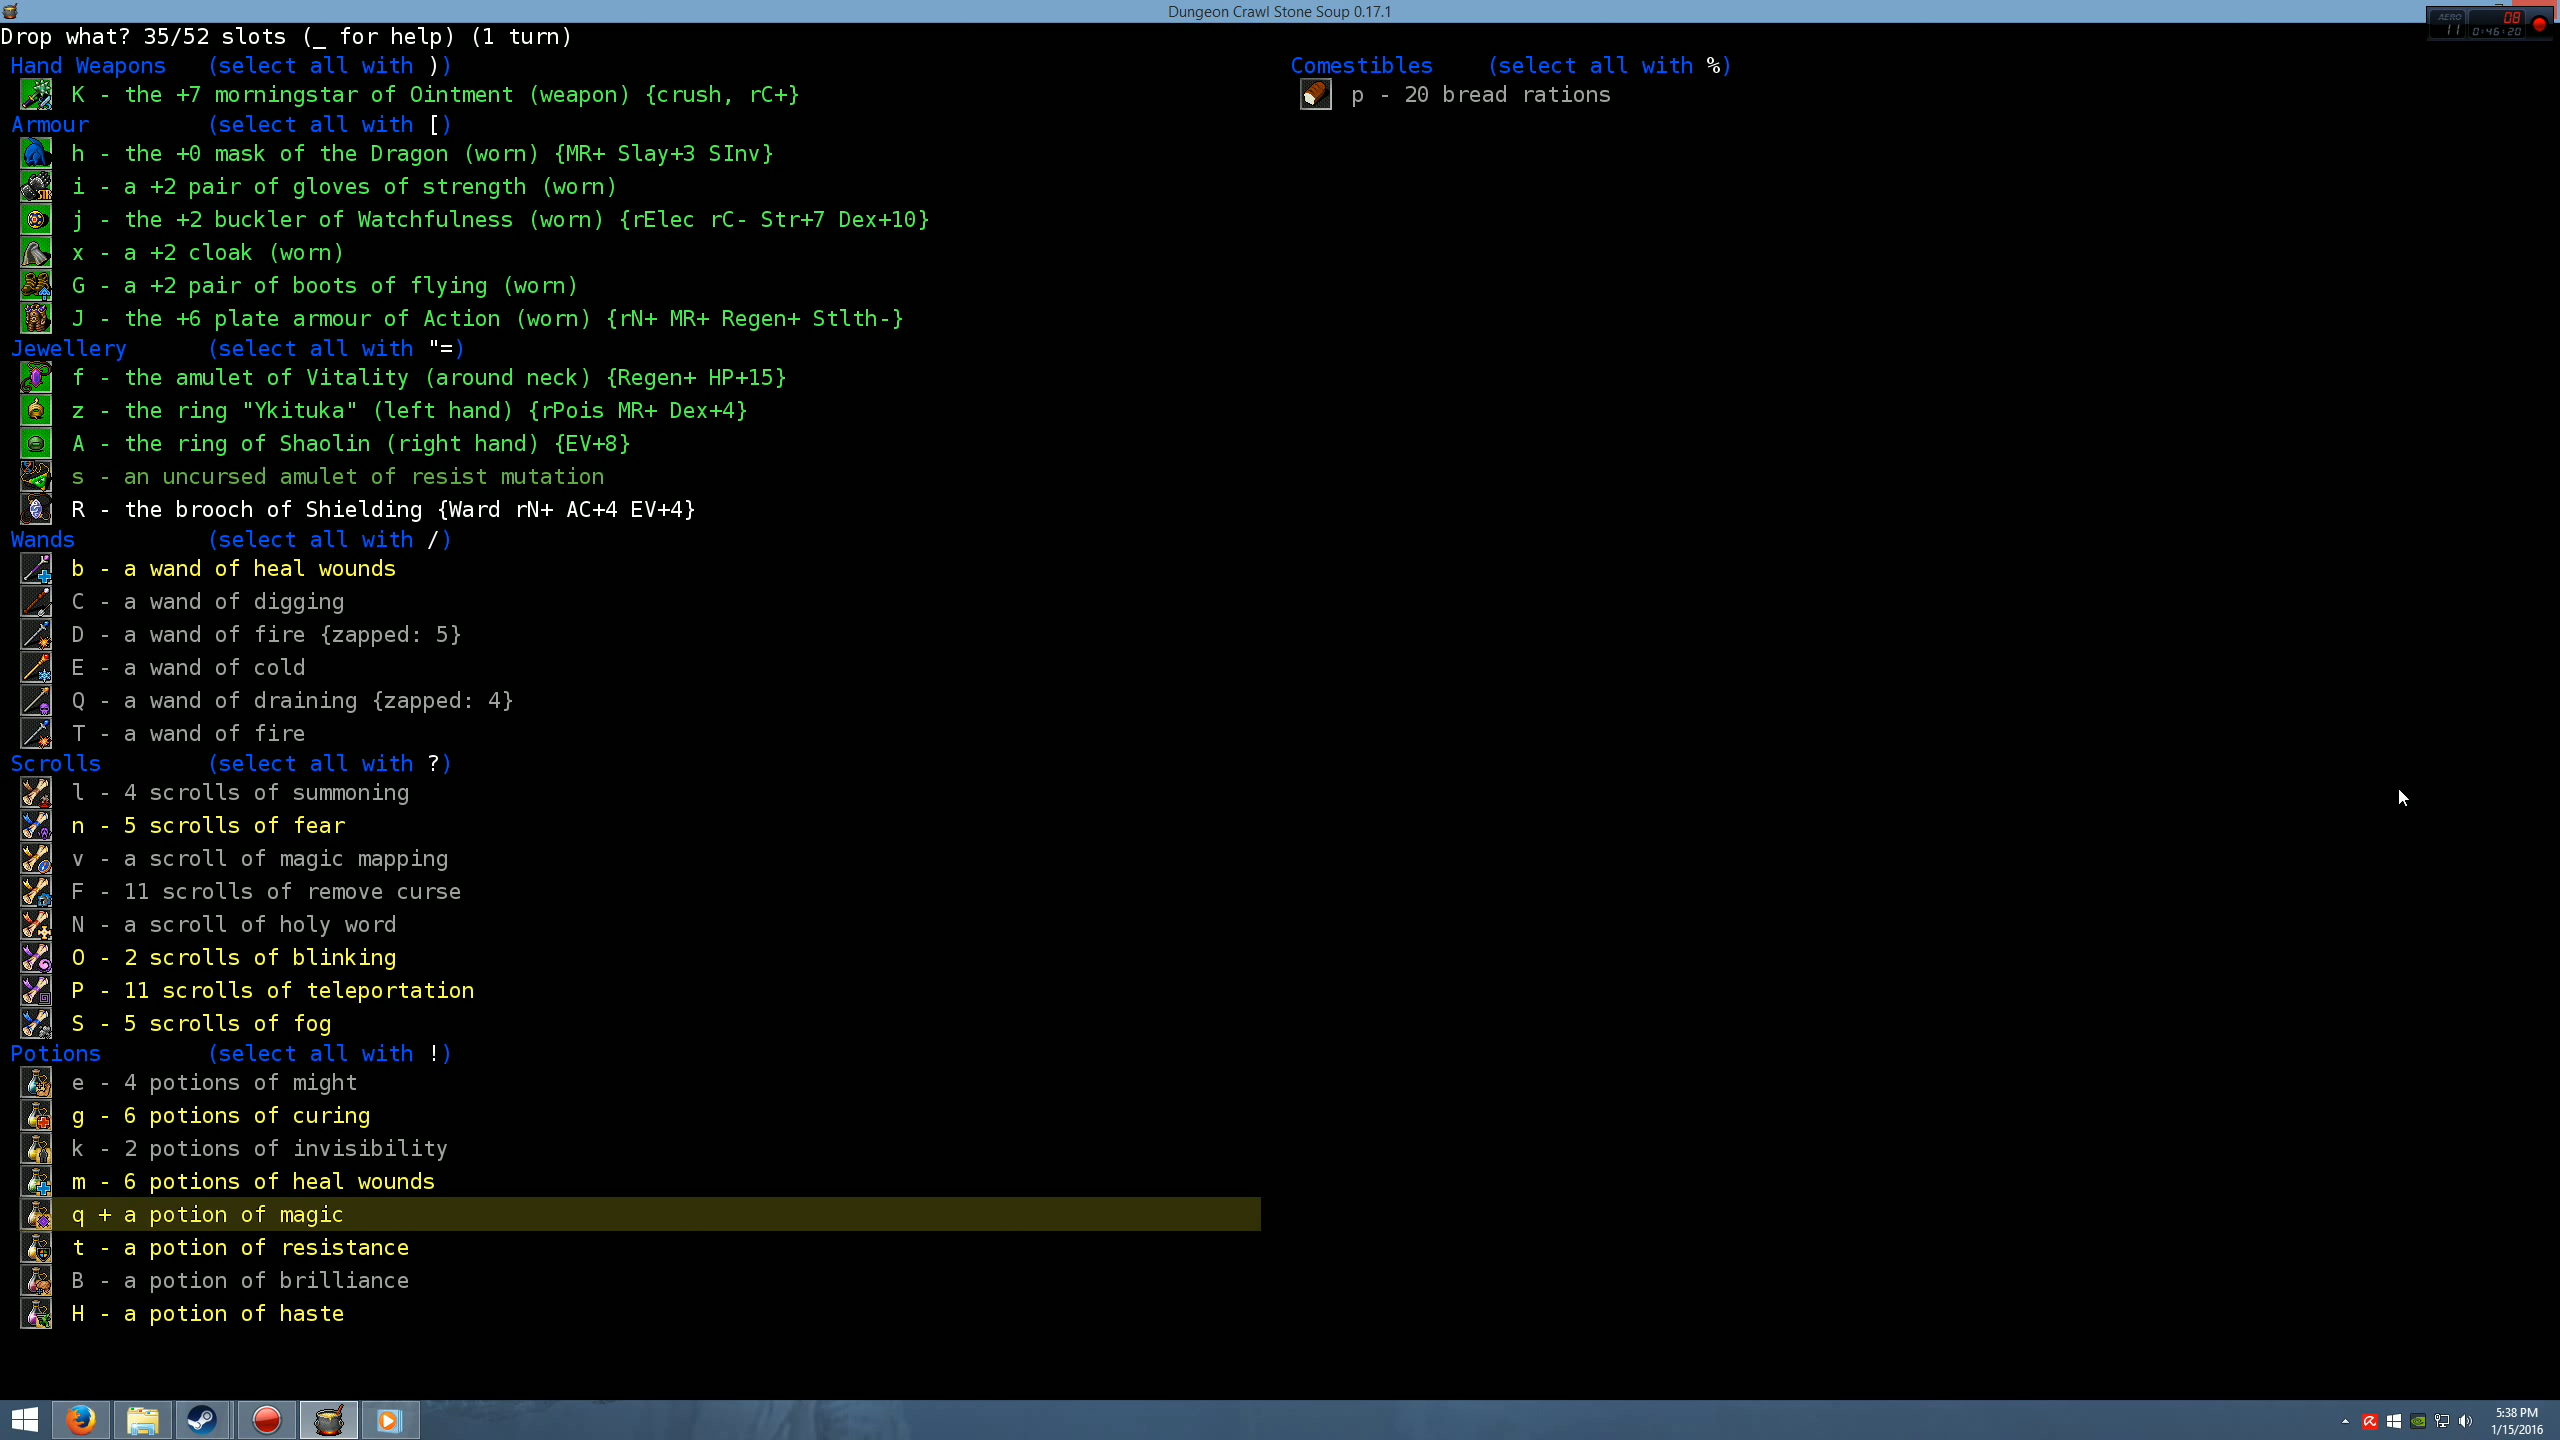 Dungeon Crawl Stone Soup 0.17.1
AERO
11
08
0:46:20
Drop what? 35/52 slots (_ for help) (1 turn)
Hand Weapons (select all with ))
K - the +7 morningstar of Ointment (weapon) {crush, rC+}
Armour (select all with [)
h - the +0 mask of the Dragon (worn) {MR+ Slay+3 SInv}
i - a +2 pair of gloves of strength (worn)
j - the +2 buckler of Watchfulness (worn) {rElec rC- Str+7 Dex+10}
x - a +2 cloak (worn)
G - a +2 pair of boots of flying (worn)
J - the +6 plate armour of Action (worn) {rN+ MR+ Regen+ Stlth-}
Jewellery (select all with "=)
f - the amulet of Vitality (around neck) {Regen+ HP+15}
z - the ring "Ykituka" (left hand) {rPois MR+ Dex+4}
A - the ring of Shaolin (right hand) {EV+8}
s - an uncursed amulet of resist mutation
R - the brooch of Shielding {Ward rN+ AC+4 EV+4}
Wands (select all with /)
b - a wand of heal wounds
C - a wand of digging
D - a wand of fire {zapped: 5}
E - a wand of cold
Q - a wand of draining {zapped: 4}
T - a wand of fire
Scrolls (select all with ?)
l - 4 scrolls of summoning
n - 5 scrolls of fear
v - a scroll of magic mapping
F - 11 scrolls of remove curse
N - a scroll of holy word
O - 2 scrolls of blinking
P - 11 scrolls of teleportation
S - 5 scrolls of fog
Potions (select all with !)
e - 4 potions of might
g - 6 potions of curing
k - 2 potions of invisibility
m - 6 potions of heal wounds
q + a potion of magic
t - a potion of resistance
B - a potion of brilliance
H - a potion of haste
Comestibles (select all with %)
p - 20 bread rations
5:38 PM
1/15/2016